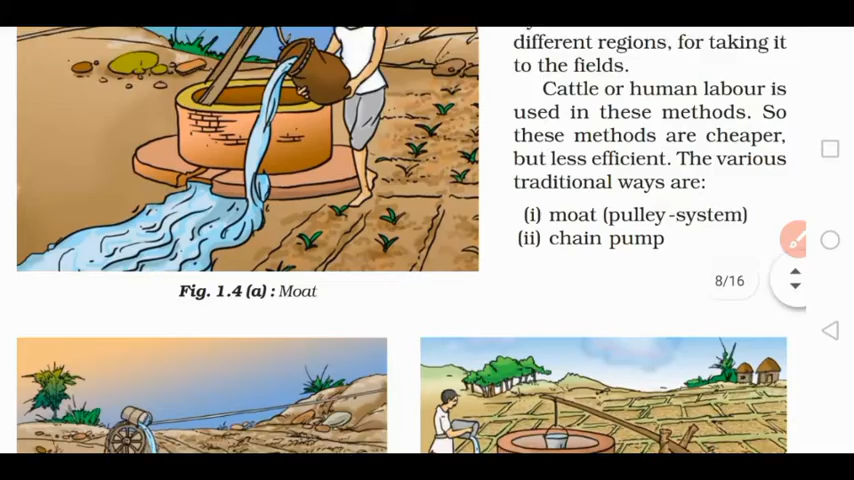 different regions, for taking it
to the fields.
Cattle or human labour is
used in these methods. So
these methods are cheaper,
but less efficient. The various
traditional ways are:
(i) moat (pulley-system)
(ii) chain pump
8/16
Fig. 1.4 (a) : Moat